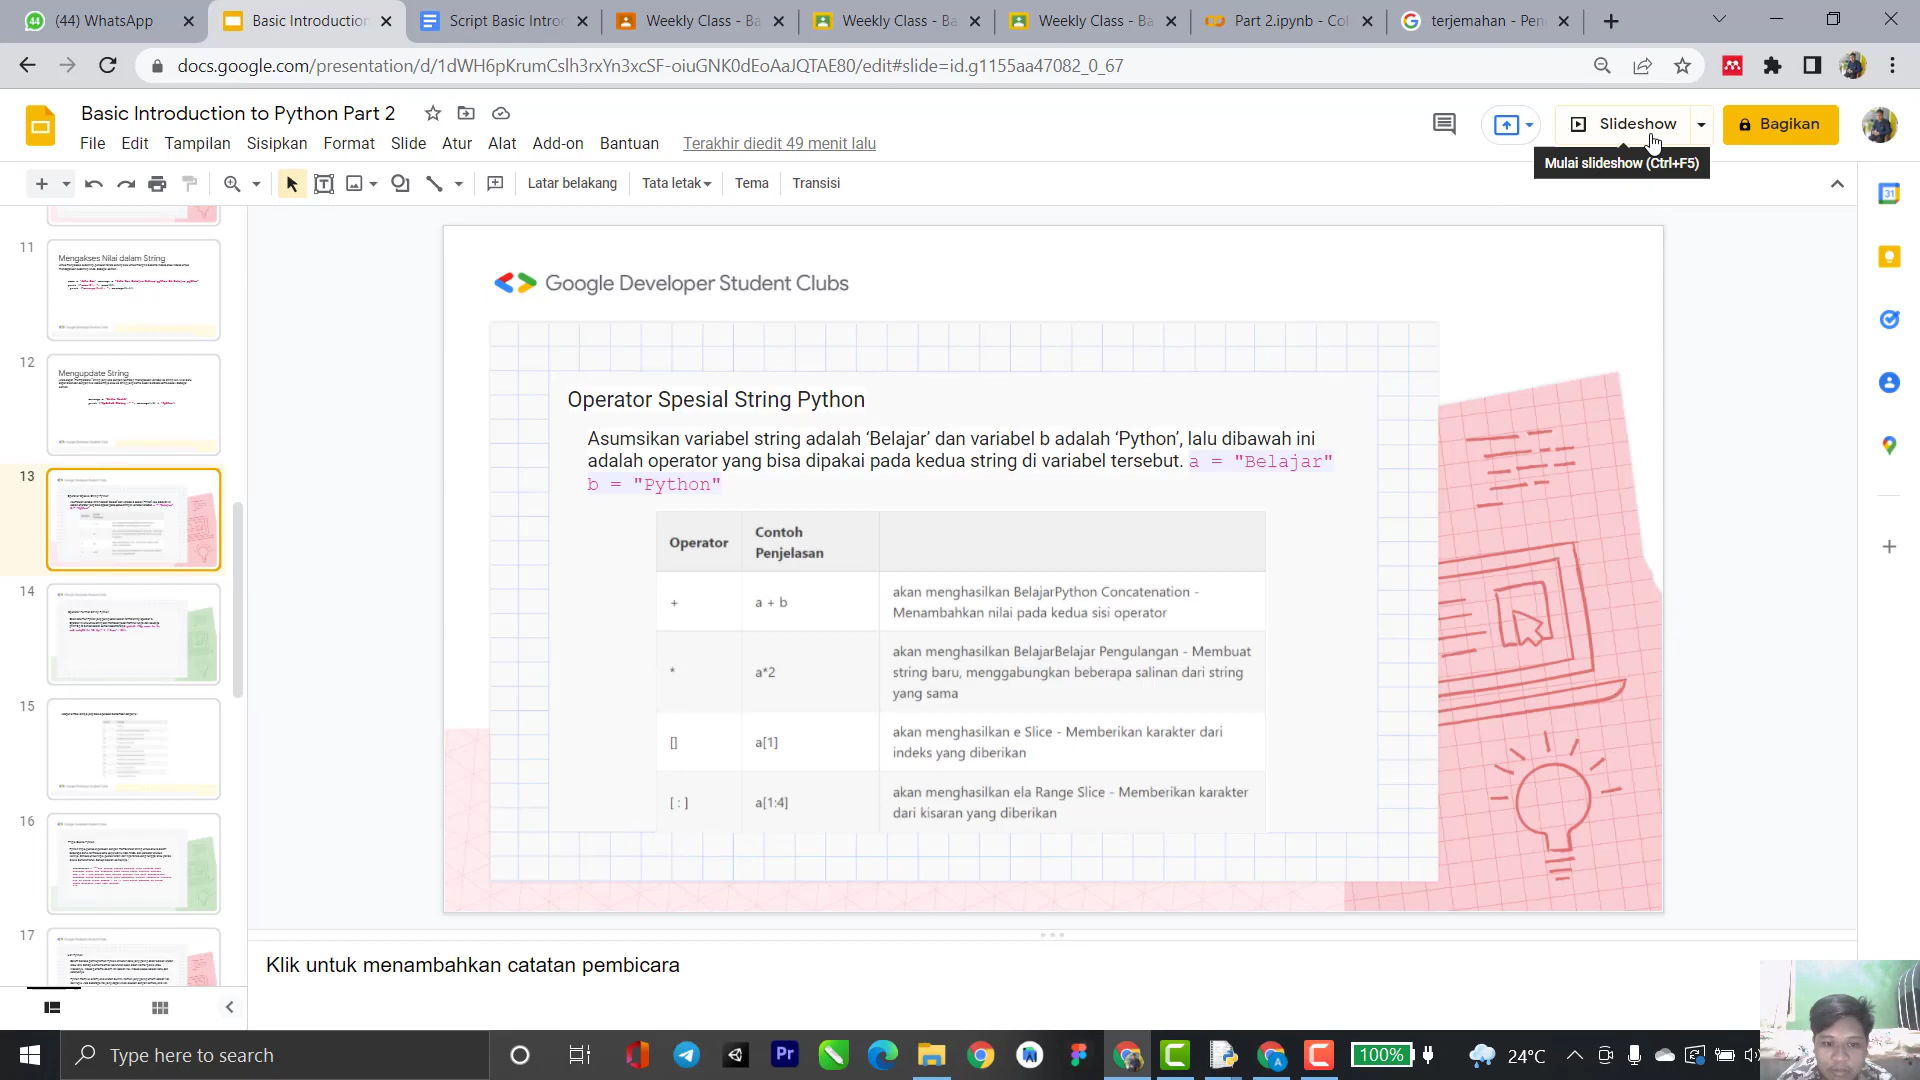 (44) WhatsApp
Basic Introduction
Script Basic Intro
Weekly Class - Ba
Weekly Class - Ba
Weekly Class - Ba
Part 2.ipynb - Co
terjemahan - Pen
docs.google.com/presentation/d/1dWH6pKrumCslh3rxYn3xcSF-oiuGNK0dEoAaJQTAE80/edit#slide=id.g1155aa47082_0_67
Basic Introduction to Python Part 2
File Edit Tampilan Sisipkan Format Slide Atur Alat Add-on Bantuan Terakhir diedit 49 menit lalu
Slideshow
Bagikan
Mulai slideshow (Ctrl+F5)
Latar belakang Tata letak Tema Transisi
11
Mengakses Nilai dalam String
12
Mengupdate String
13
14
15
16
17
Google Developer Student Clubs
Operator Spesial String Python
Asumsikan variabel string adalah ‘Belajar’ dan variabel b adalah ‘Python’, lalu dibawah ini
adalah operator yang bisa dipakai pada kedua string di variabel tersebut. a = "Belajar"
b = "Python"
Operator Contoh
Penjelasan
+ a + b akan menghasilkan BelajarPython Concatenation -
Menambahkan nilai pada kedua sisi operator
* a*2 akan menghasilkan BelajarBelajar Pengulangan - Membuat
string baru, menggabungkan beberapa salinan dari string
yang sama
[] a[1] akan menghasilkan e Slice - Memberikan karakter dari
indeks yang diberikan
[ : ] a[1:4] akan menghasilkan ela Range Slice - Memberikan karakter
dari kisaran yang diberikan
Klik untuk menambahkan catatan pembicara
Type here to search
100%
24°C